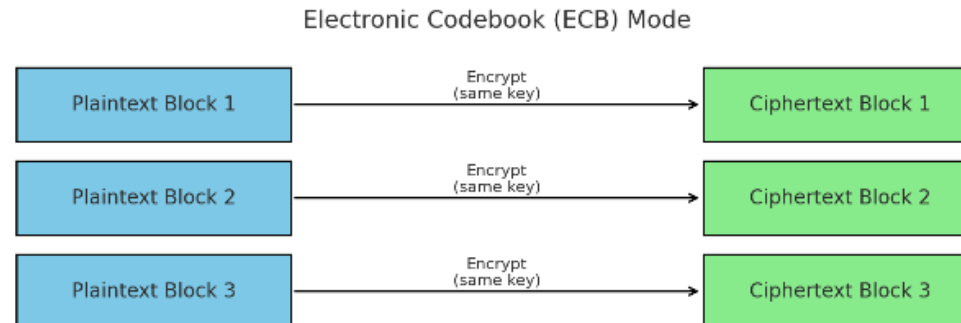 Electronic Codebook (ECB) Mode
Plaintext Block 1
Encrypt
(same key)
Ciphertext Block 1
Plaintext Block 2
Encrypt
(same key)
Ciphertext Block 2
Plaintext Block 3
Encrypt
(same key)
Ciphertext Block 3